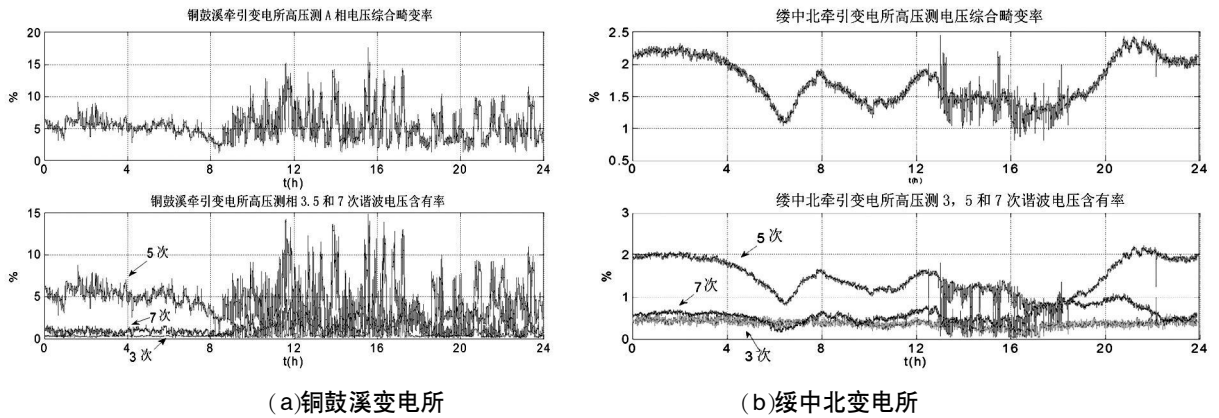 铜鼓溪牵引变电所高压测A相电压综合畸变率
20
15
10
5
0
%
0 4 8 12 16 20 24
t(h)
铜鼓溪牵引变电所高压测相3.5和7次谐波电压含有率
15
10
5
0
%
5次
7次
3次
0 4 8 12 16 20 24
t(h)
(a)铜鼓溪变电所
缕中北牵引变电所高压测电压综合畸变率
2.5
2
1.5
1
0.5
%
0 4 8 12 16 20 24
t(h)
缕中北牵引变电所高压测3，5和7次谐波电压含有率
3
2
1
0
%
5次
7次
3次
0 4 8 12 16 20 24
t(h)
(b)绥中北变电所